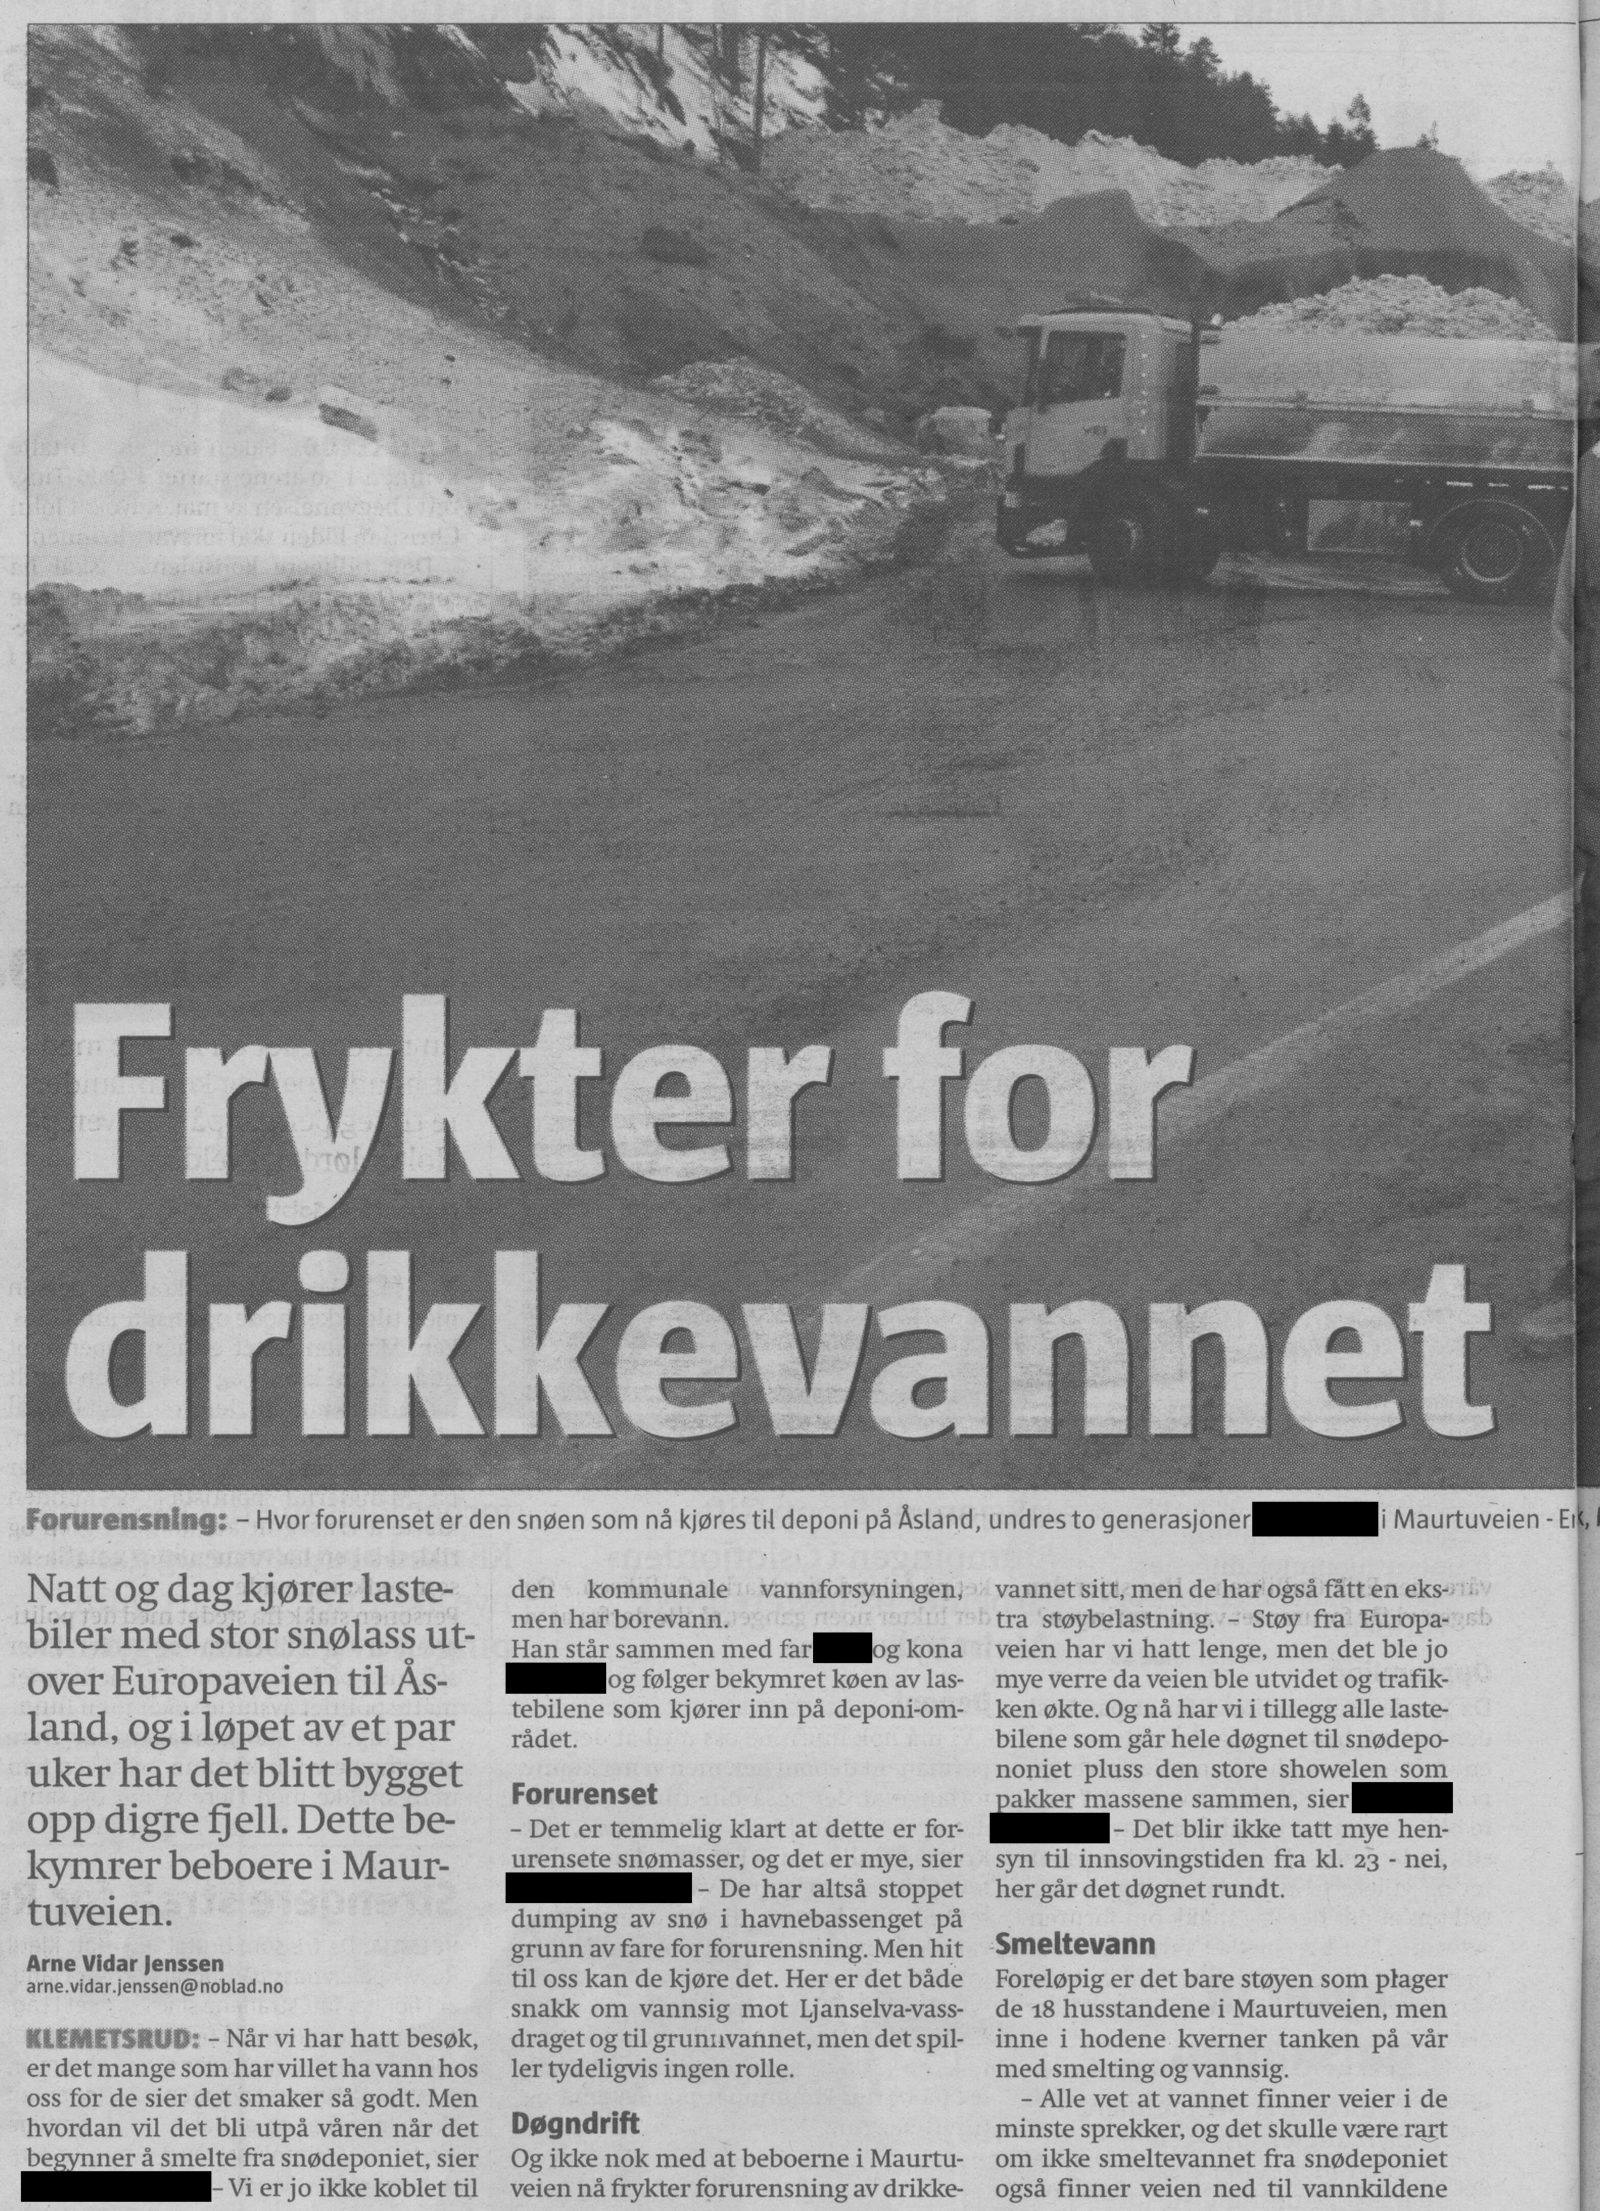 Frykter for
drikkevannet
Forurensning: – Hvor forurenset er den snøen som nå kjøres til deponi på Åsland, undres to generasjoner i Maurtuveien -
Natt og dag kjører laste-
biler med stor snølass ut-
over Europaveien til Ås-
land, og i løpet av et par
uker har det blitt bygget
opp digre fjell. Dette be-
kymrer beboere i Maur-
tuveien.
Arne Vidar Jenssen
arne.vidar.jenssen@noblad.no
KLEMETSRUD: – Når vi har hatt besøk,
er det mange som har villet ha vann hos
oss for de sier det smaker så godt. Men
hvordan vil det bli utpå våren når det
begynner å smelte fra snødeponiet, sier
– Vi er jo ikke koblet til
den kommunale vannforsyningen,
men har borevann.
Han står sammen med far og kona
og følger bekymret køen av las-
tebilene som kjører inn på deponi-om-
rådet.
Forurenset
– Det er temmelig klart at dette er for-
urensete snømasser, og det er mye, sier
– De har altså stoppet
dumping av snø i havnebassenget på
grunn av fare for forurensning. Men hit
til oss kan de kjøre det. Her er det både
snakk om vannsig mot Ljanselva-vass-
draget og til grunnvannet, men det spil-
ler tydeligvis ingen rolle.
Døgndrift
Og ikke nok med at beboerne i Maurtu-
veien nå frykter forurensning av drikke-
vannet sitt, men de har også fått en eks-
tra støybelastning. – Støy fra Europa-
veien har vi hatt lenge, men det ble jo
mye verre da veien ble utvidet og trafik-
ken økte. Og nå har vi i tillegg alle laste-
bilene som går hele døgnet til snødepo-
noniet pluss den store showelen som
pakker massene sammen, sier
– Det blir ikke tatt mye hen-
syn til innsovingstiden fra kl. 23 - nei,
her går det døgnet rundt.
Smeltevann
Foreløpig er det bare støyen som plager
de 18 husstandene i Maurtuveien, men
inne i hodene kverner tanken på vår
med smelting og vannsig.
– Alle vet at vannet finner veier i de
minste sprekker, og det skulle være rart
om ikke smeltevannet fra snødeponiet
også finner veien ned til vannkildene